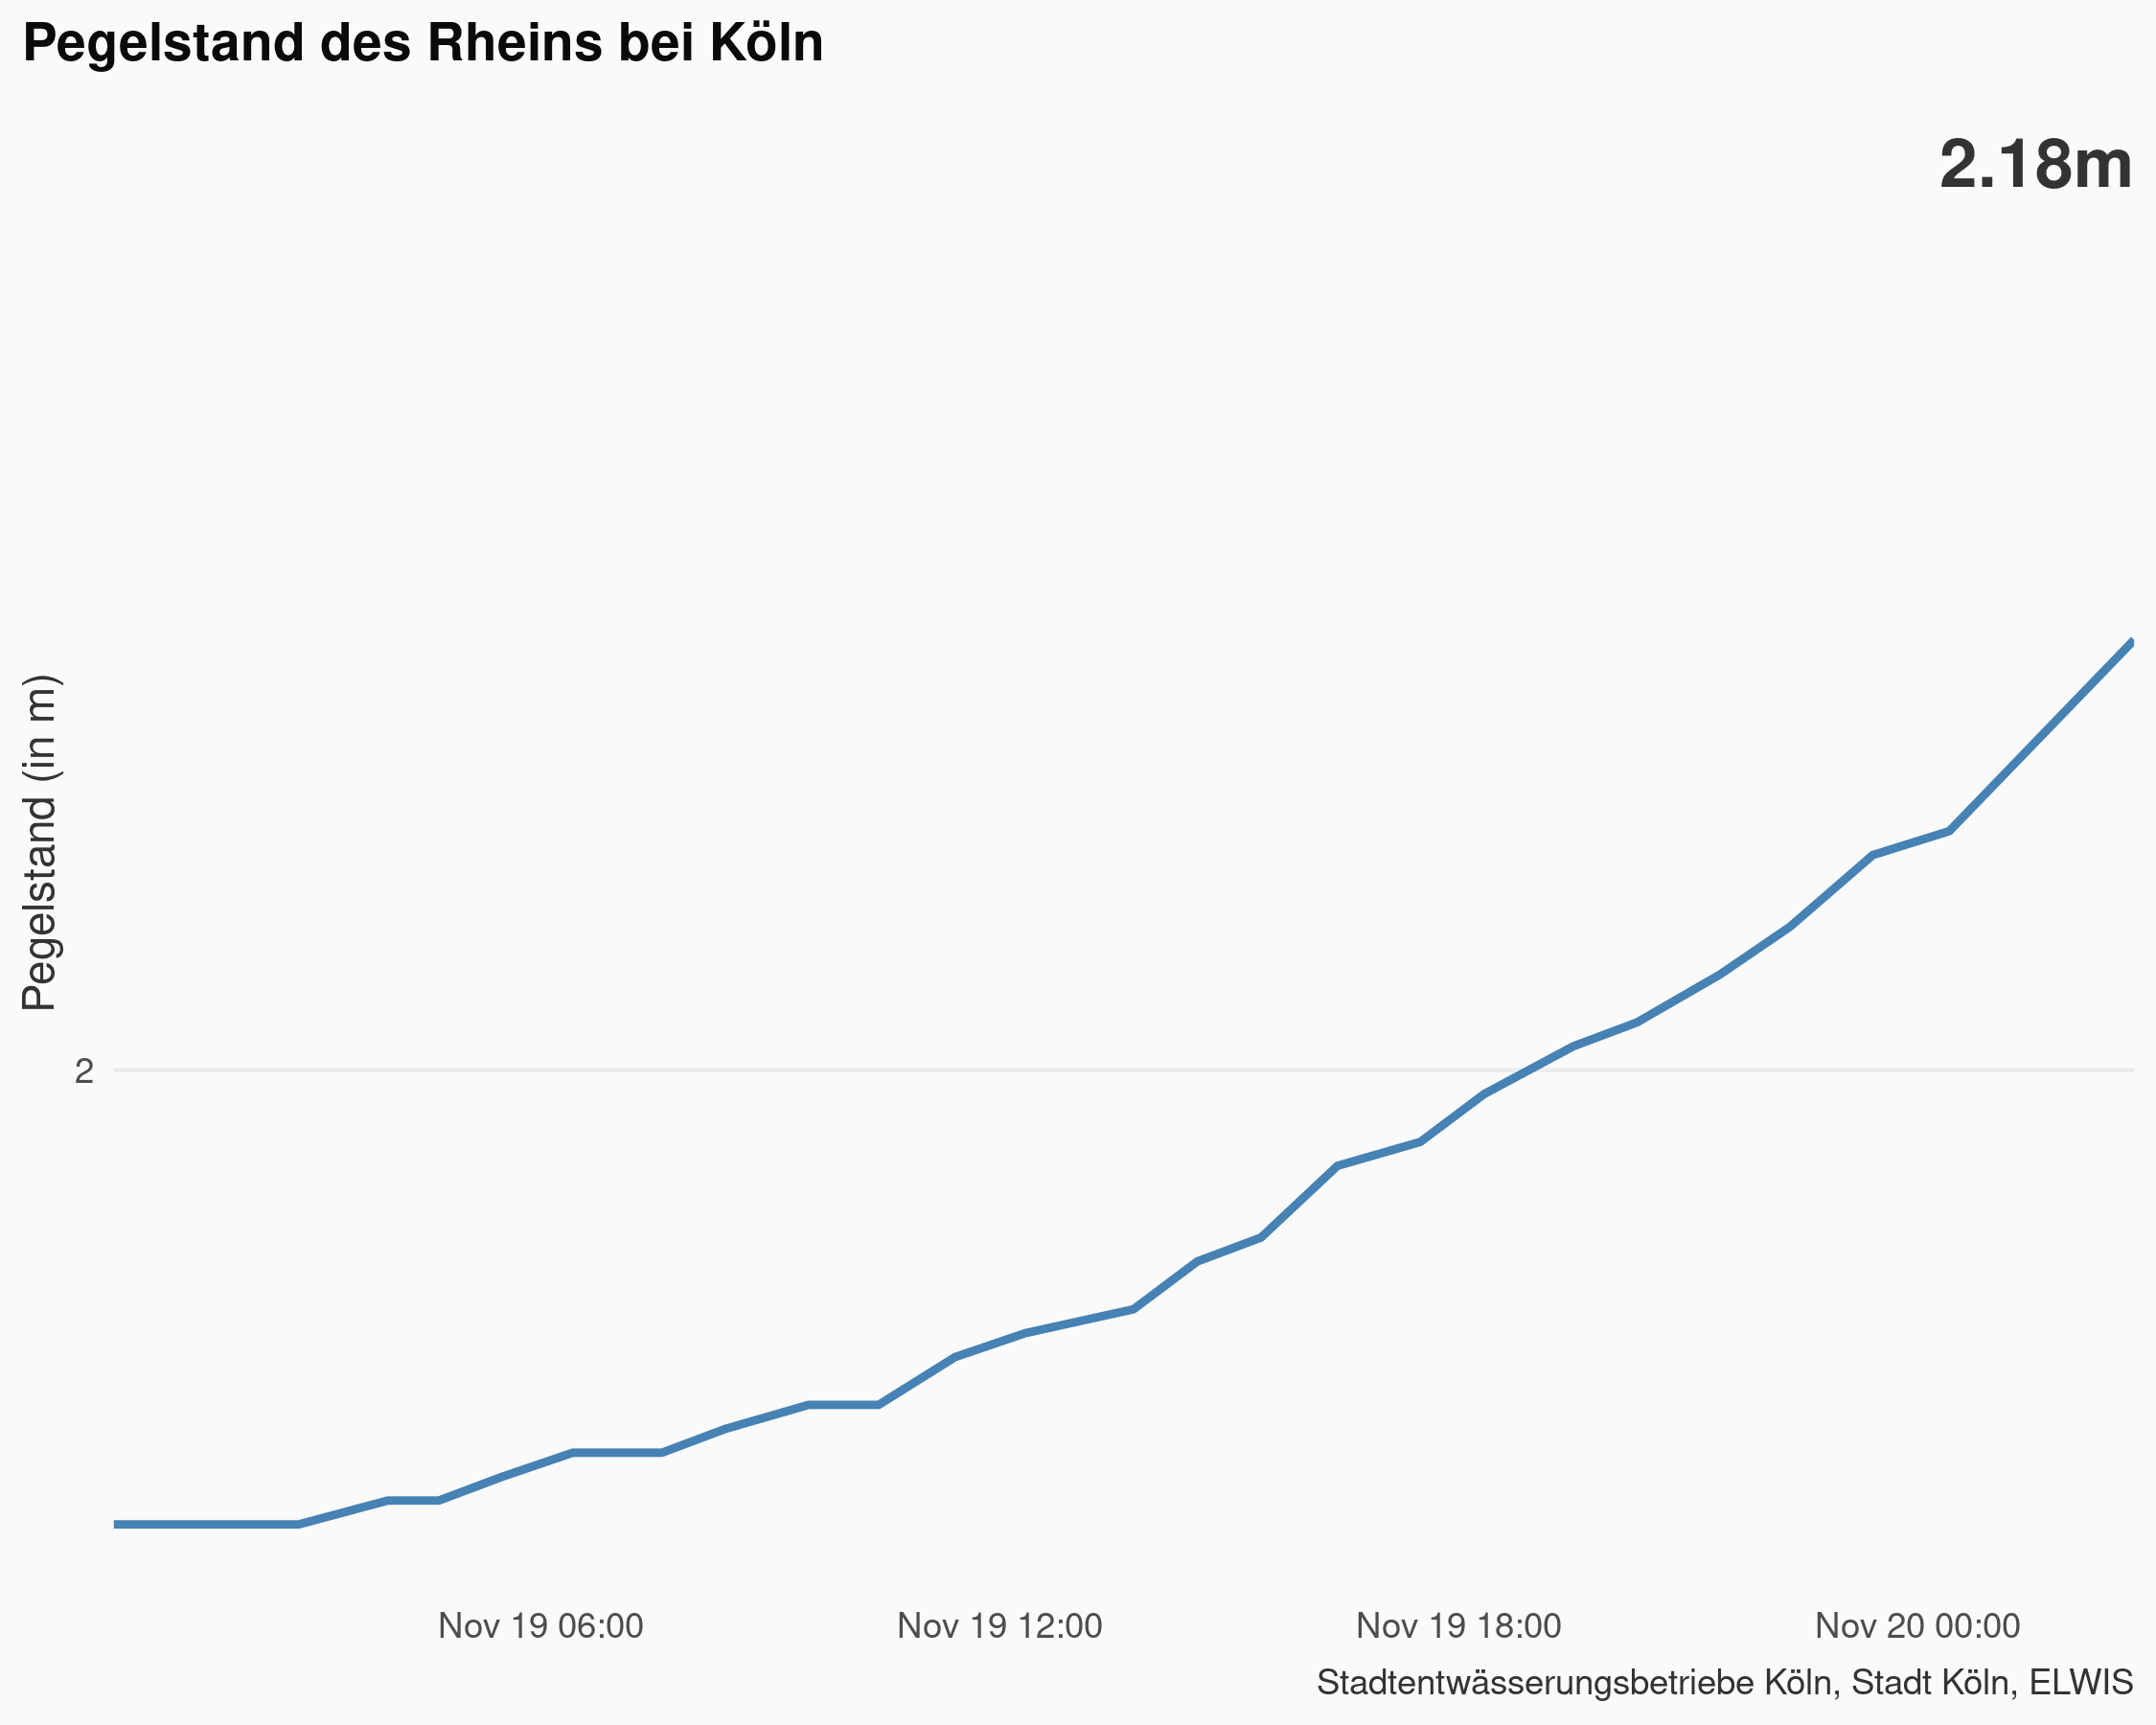 Pegelstand des Rheins bei Köln
2.18m
Pegelstand (in m)
2
Nov 19 06:00
Nov 19 12:00
Nov 19 18:00
Nov 20 00:00
Stadtentwässerungsbetriebe Köln, Stadt Köln, ELWIS